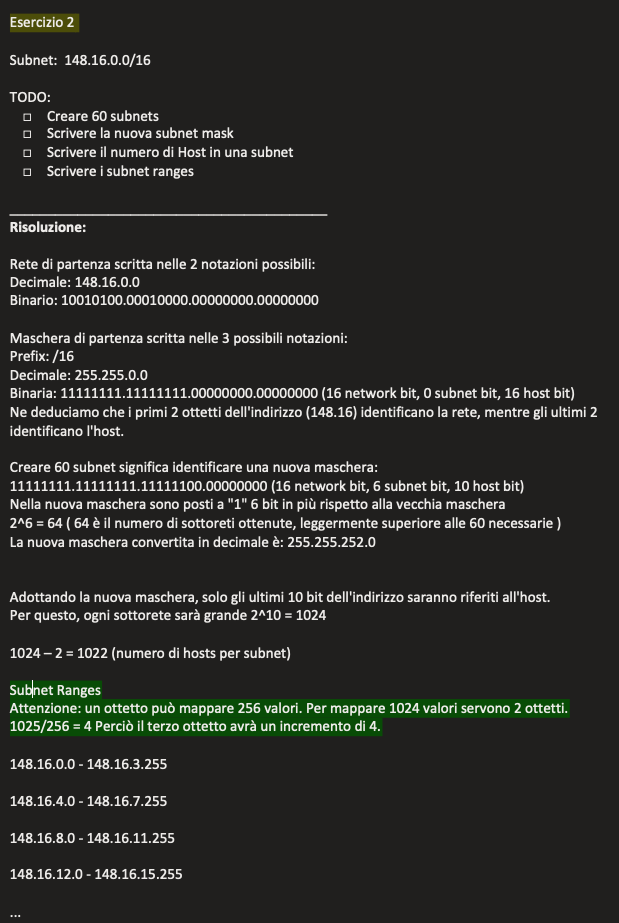 Esercizio 2
Subnet: 148.16.0.0/16
TODO:
□ Creare 60 subnets
□ Scrivere la nuova subnet mask
□ Scrivere il numero di Host in una subnet
□ Scrivere i subnet ranges
Risoluzione:
Rete di partenza scritta nelle 2 notazioni possibili:
Decimale: 148.16.0.0
Binario: 10010100.00010000.00000000.00000000
Maschera di partenza scritta nelle 3 possibili notazioni:
Prefix: /16
Decimale: 255.255.0.0
Binaria: 11111111.11111111.00000000.00000000 (16 network bit, 0 subnet bit, 16 host bit)
Ne deduciamo che i primi 2 ottetti dell'indirizzo (148.16) identificano la rete, mentre gli ultimi 2
identificano l'host.
Creare 60 subnet significa identificare una nuova maschera:
11111111.11111111.11111100.00000000 (16 network bit, 6 subnet bit, 10 host bit)
Nella nuova maschera sono posti a "1" 6 bit in più rispetto alla vecchia maschera
2^6 = 64 ( 64 è il numero di sottoreti ottenute, leggermente superiore alle 60 necessarie )
La nuova maschera convertita in decimale è: 255.255.252.0
Adottando la nuova maschera, solo gli ultimi 10 bit dell'indirizzo saranno riferiti all'host.
Per questo, ogni sottorete sarà grande 2^10 = 1024
1024 – 2 = 1022 (numero di hosts per subnet)
Subnet Ranges
Attenzione: un ottetto può mappare 256 valori. Per mappare 1024 valori servono 2 ottetti.
1025/256 = 4 Perciò il terzo ottetto avrà un incremento di 4.
148.16.0.0 - 148.16.3.255
148.16.4.0 - 148.16.7.255
148.16.8.0 - 148.16.11.255
148.16.12.0 - 148.16.15.255
...